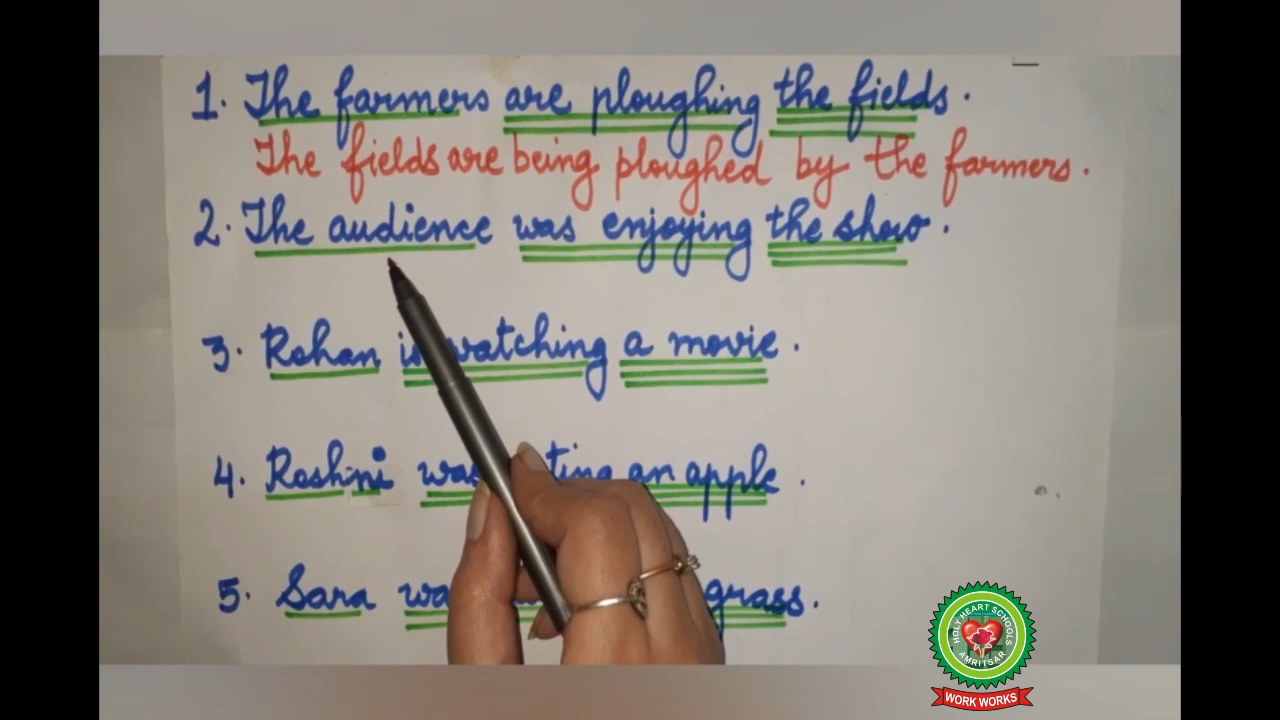 1. The farmers are ploughing the fields.
The fields are being ploughed by the farmers.
2. The audience was enjoying the show.
3. Rohan is watching a movie.
4. Roshni was an apple.
5. Sara grass.
HOLY HEART SCHOOLS
AMRITSAR
WORK WORKS